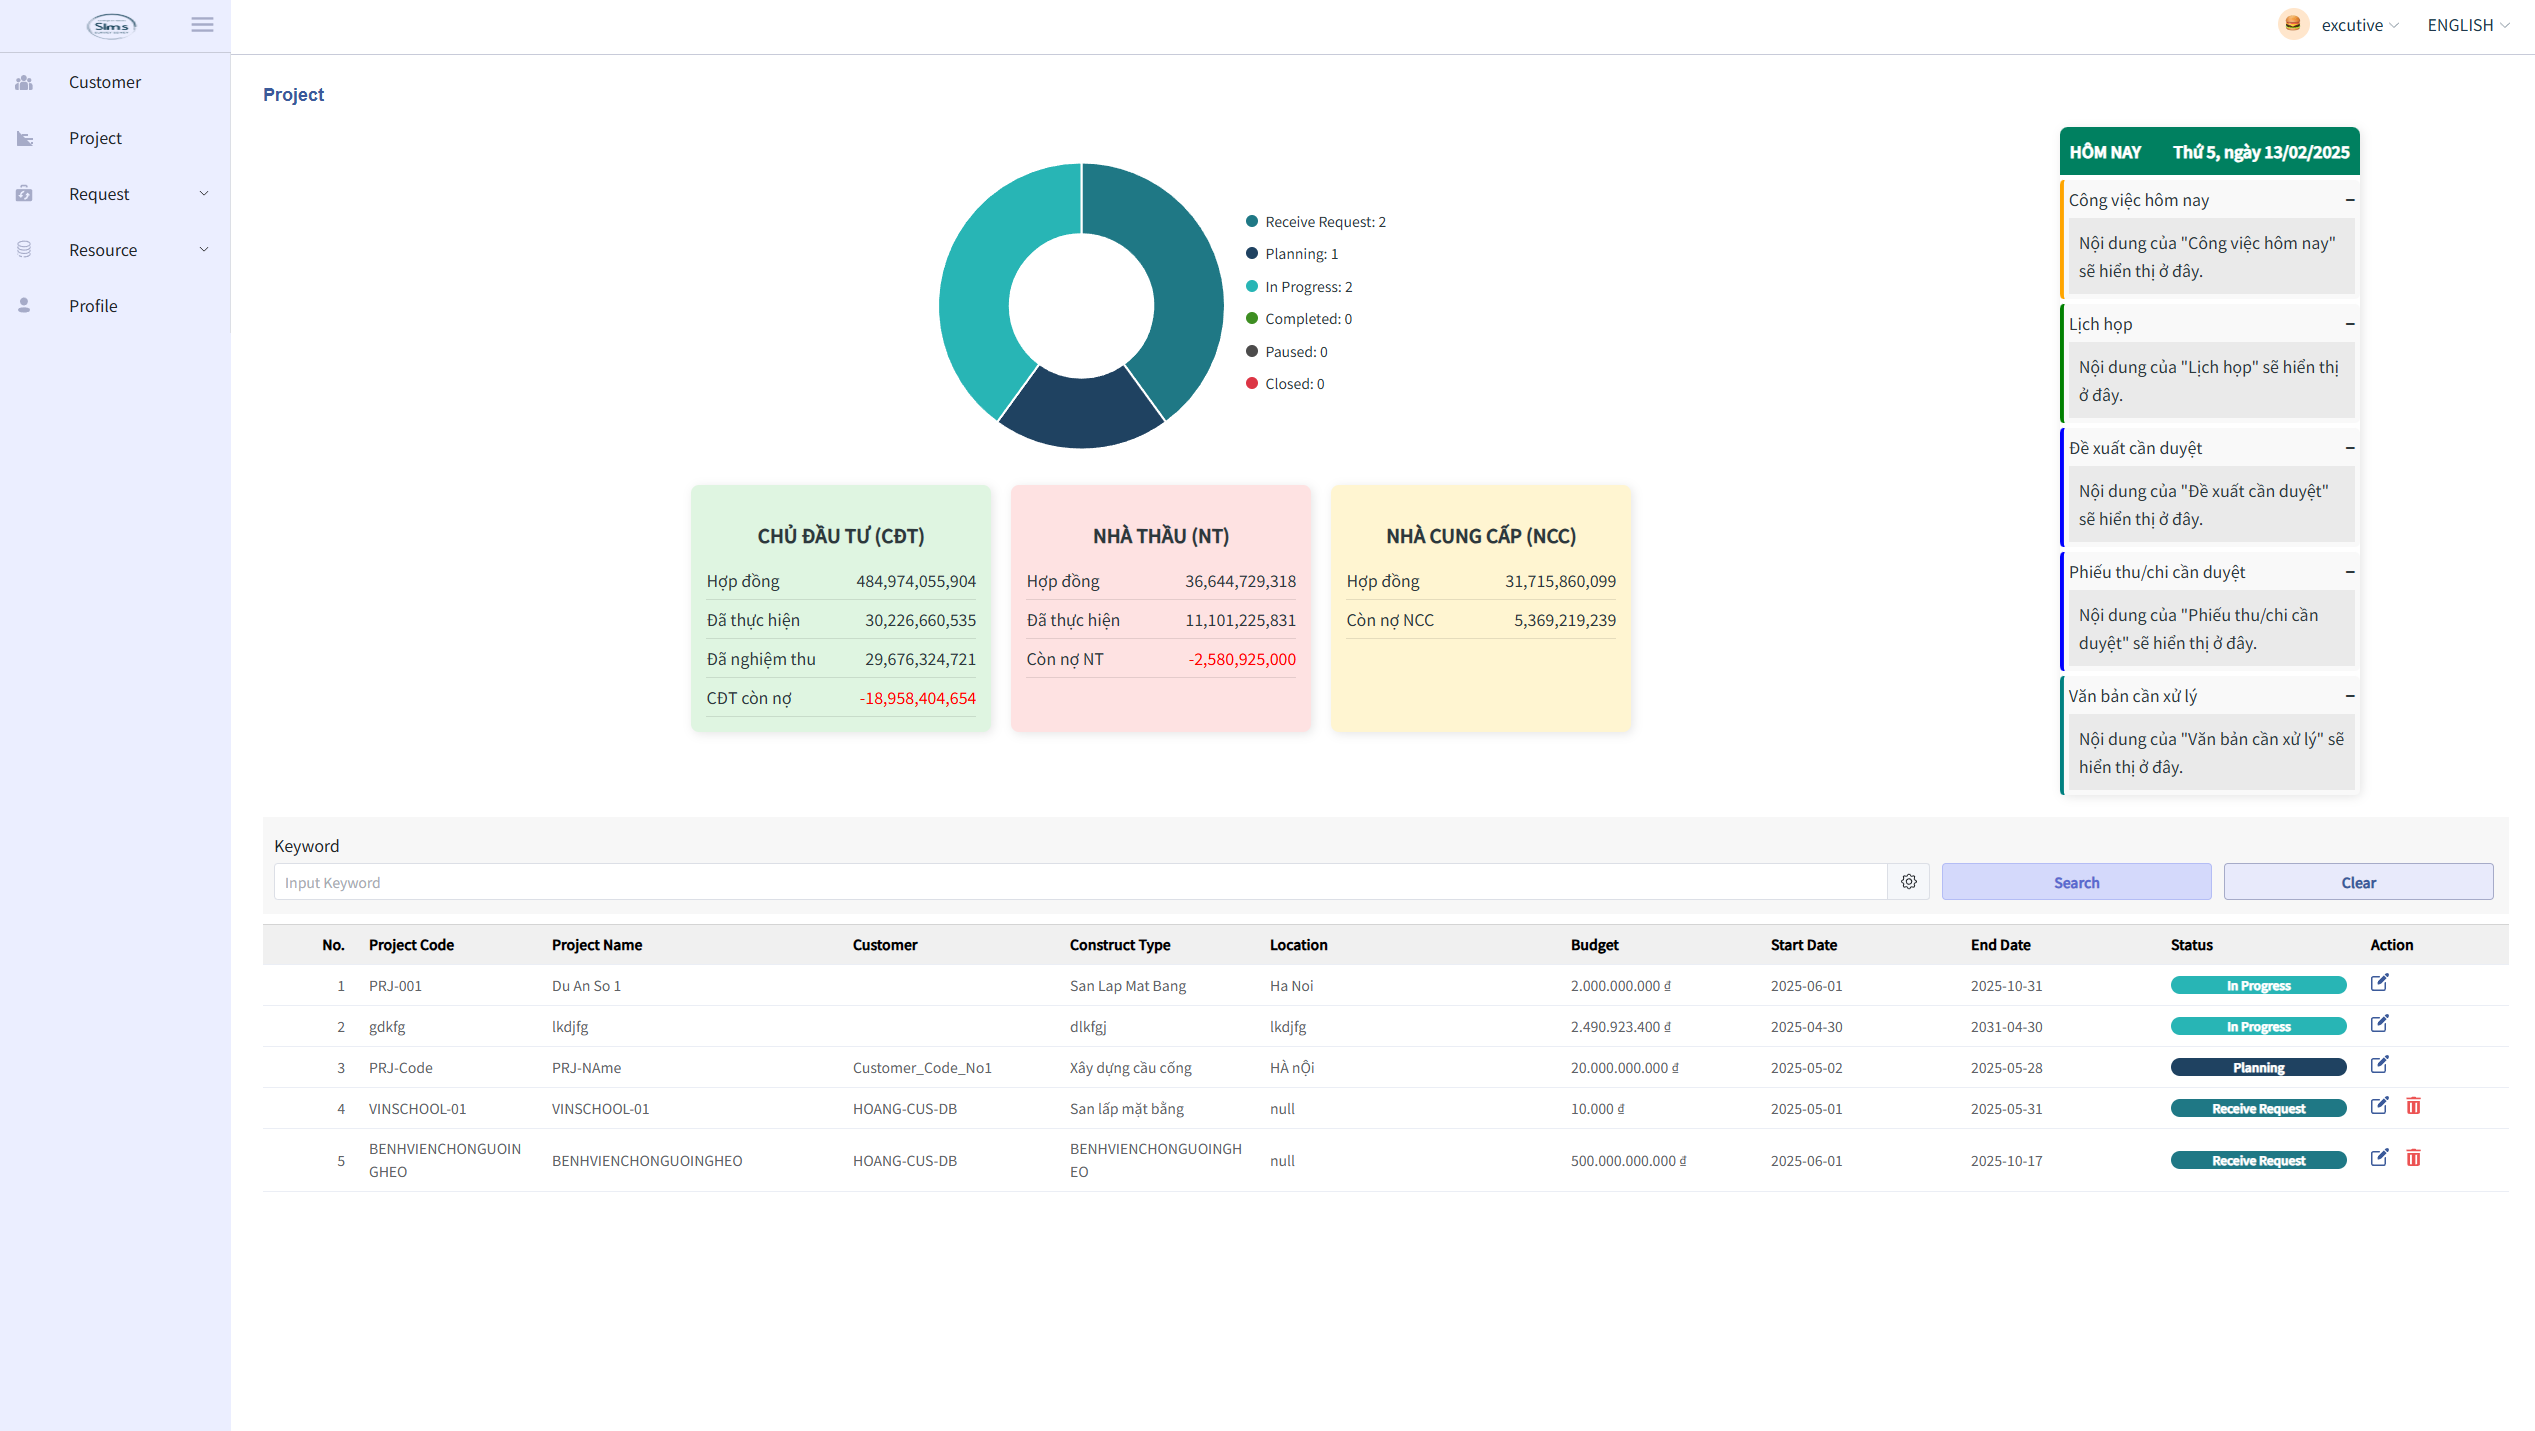 Sims
excutive
ENGLISH
Customer
Project
Request
Resource
Profile
Project
Receive Request: 2
Planning: 1
In Progress: 2
Completed: 0
Paused: 0
Closed: 0
HÔM NAY Thứ 5, ngày 13/02/2025
Công việc hôm nay
Nội dung của "Công việc hôm nay"
sẽ hiển thị ở đây.
Lịch họp
Nội dung của "Lịch họp" sẽ hiển thị
ở đây.
Đề xuất cần duyệt
Nội dung của "Đề xuất cần duyệt"
sẽ hiển thị ở đây.
Phiếu thu/chi cần duyệt
Nội dung của "Phiếu thu/chi cần
duyệt" sẽ hiển thị ở đây.
Văn bản cần xử lý
Nội dung của "Văn bản cần xử lý" sẽ
hiển thị ở đây.
CHỦ ĐẦU TƯ (CĐT)
Hợp đồng 484,974,055,904
Đã thực hiện 30,226,660,535
Đã nghiệm thu 29,676,324,721
CĐT còn nợ -18,958,404,654
NHÀ THẦU (NT)
Hợp đồng 36,644,729,318
Đã thực hiện 11,101,225,831
Còn nợ NT -2,580,925,000
NHÀ CUNG CẤP (NCC)
Hợp đồng 31,715,860,099
Còn nợ NCC 5,369,219,239
Keyword
Input Keyword
Search
Clear
No. Project Code Project Name Customer Construct Type Location Budget Start Date End Date Status Action
1 PRJ-001 Du An So 1 San Lap Mat Bang Ha Noi 2.000.000.000 ₫ 2025-06-01 2025-10-31 In Progress
2 gdkfg lkdjfg dlkfgj lkdjfg 2.490.923.400 ₫ 2025-04-30 2031-04-30 In Progress
3 PRJ-Code PRJ-NAme Customer_Code_No1 Xây dựng cầu cống HÀ nỘi 20.000.000.000 ₫ 2025-05-02 2025-05-28 Planning
4 VINSCHOOL-01 VINSCHOOL-01 HOANG-CUS-DB San lấp mặt bằng null 10.000 ₫ 2025-05-01 2025-05-31 Receive Request
BENHVIENCHONGUOIN BENHVIENCHONGUOINGH
5 BENHVIENCHONGUOINGHEO HOANG-CUS-DB null 500.000.000.000 ₫ 2025-06-01 2025-10-17 Receive Request
GHEO EO